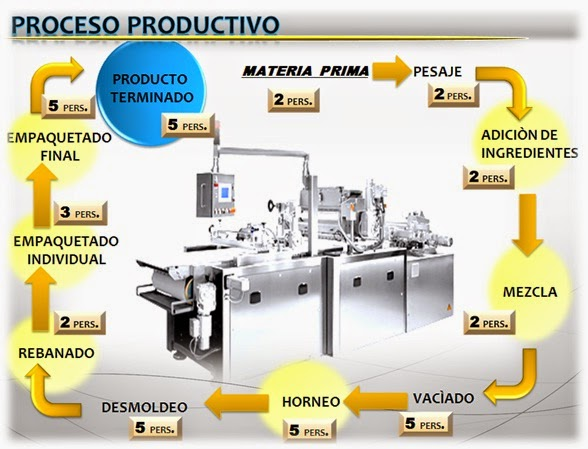 PROCESO PRODUCTIVO
MATERIA PRIMA
2 PERS.
PESAJE
2 PERS.
ADICIÒN DE
INGREDIENTES
2 PERS.
MEZCLA
2 PERS.
VACÌADO
5 PERS.
HORNEO
5 PERS.
DESMOLDEO
5 PERS.
REBANADO
2 PERS.
EMPAQUETADO
INDIVIDUAL
3 PERS.
EMPAQUETADO
FINAL
5 PERS.
PRODUCTO
TERMINADO
5 PERS.